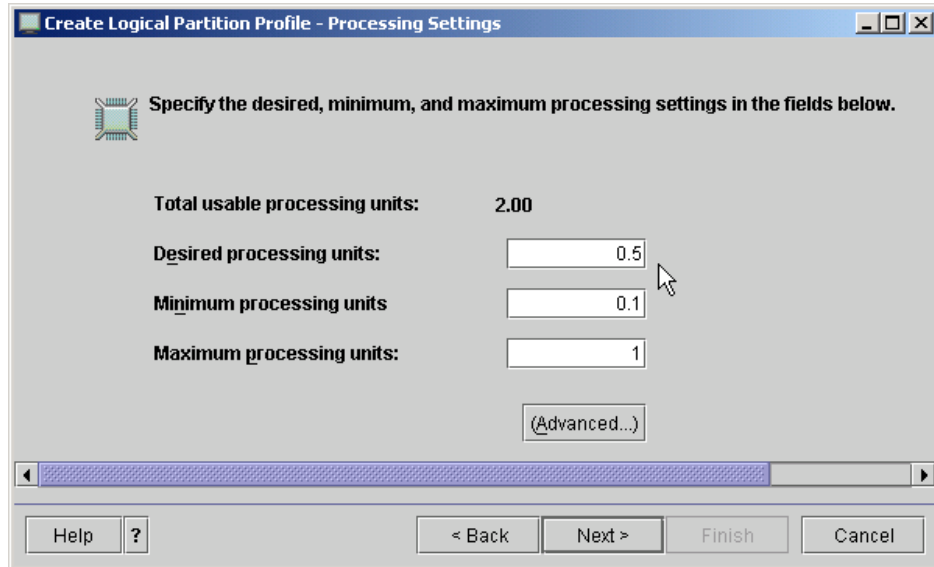 Create Logical Partition Profile - Processing Settings
Specify the desired, minimum, and maximum processing settings in the fields below.
Total usable processing units: 2.00
Desired processing units: 0.5
Minimum processing units 0.1
Maximum processing units: 1
(Advanced...)
Help ? < Back Next > Finish Cancel